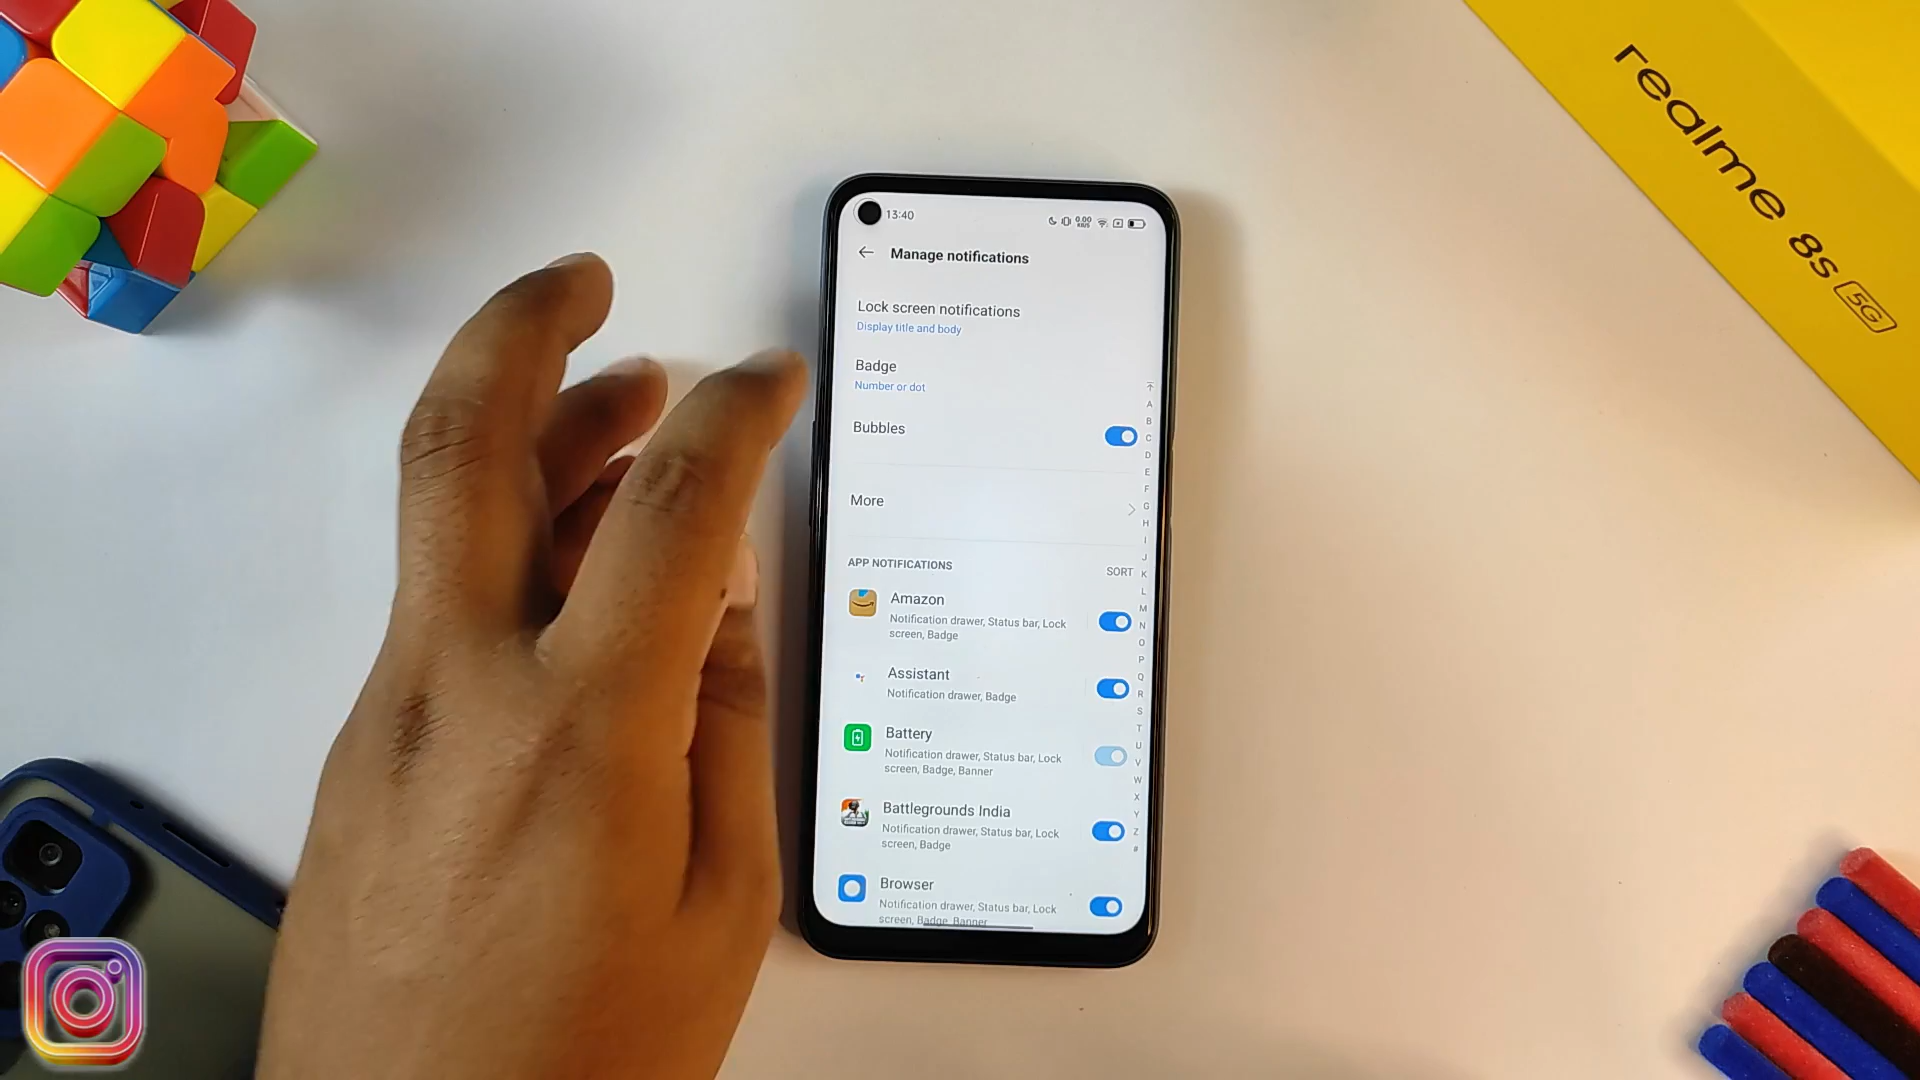 realme 8s 5G
13:40
0.00
KB/S
Manage notifications
Lock screen notifications
Display title and body
Badge
Number or dot
Bubbles
More
APP NOTIFICATIONS
SORT
Amazon
Notification drawer, Status bar, Lock
screen, Badge
Assistant
Notification drawer, Badge
Battery
Notification drawer, Status bar, Lock
screen, Badge, Banner
Battlegrounds India
Notification drawer, Status bar, Lock
screen, Badge
Browser
Notification drawer, Status bar, Lock
screen, Badge, Banner
A
B
C
D
E
F
G
H
I
J
K
L
M
N
O
P
Q
R
S
T
U
V
W
X
Y
Z
#